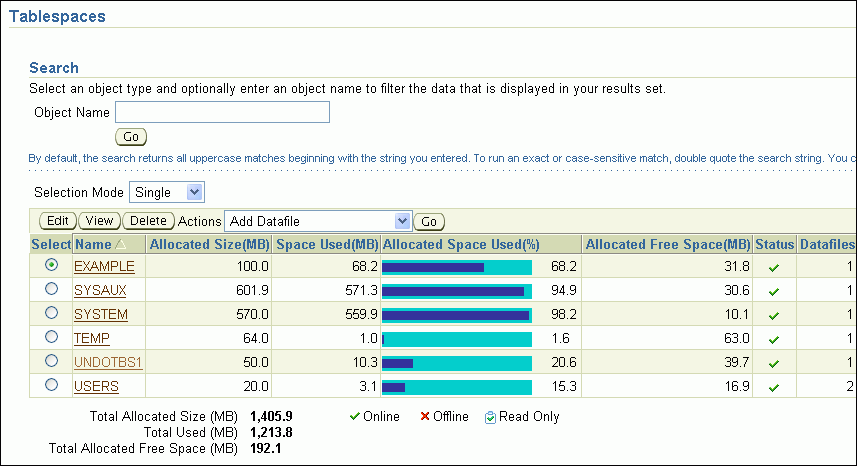 Tablespaces
Search
Select an object type and optionally enter an object name to filter the data that is displayed in your results set.
Object Name
Go
By default, the search returns all uppercase matches beginning with the string you entered. To run an exact or case-sensitive match, double quote the search string. You c
Selection Mode Single
Edit View Delete Actions Add Datafile Go
Select Name Allocated Size(MB) Space Used(MB) Allocated Space Used(%) Allocated Free Space(MB) Status Datafiles
EXAMPLE 100.0 68.2 68.2 31.8 1
SYSAUX 601.9 571.3 94.9 30.6 1
SYSTEM 570.0 559.9 98.2 10.1 1
TEMP 64.0 1.0 1.6 63.0 1
UNDOTBS1 50.0 10.3 20.6 39.7 1
USERS 20.0 3.1 15.3 16.9 2
Total Allocated Size (MB) 1,405.9 Online Offline Read Only
Total Used (MB) 1,213.8
Total Allocated Free Space (MB) 192.1